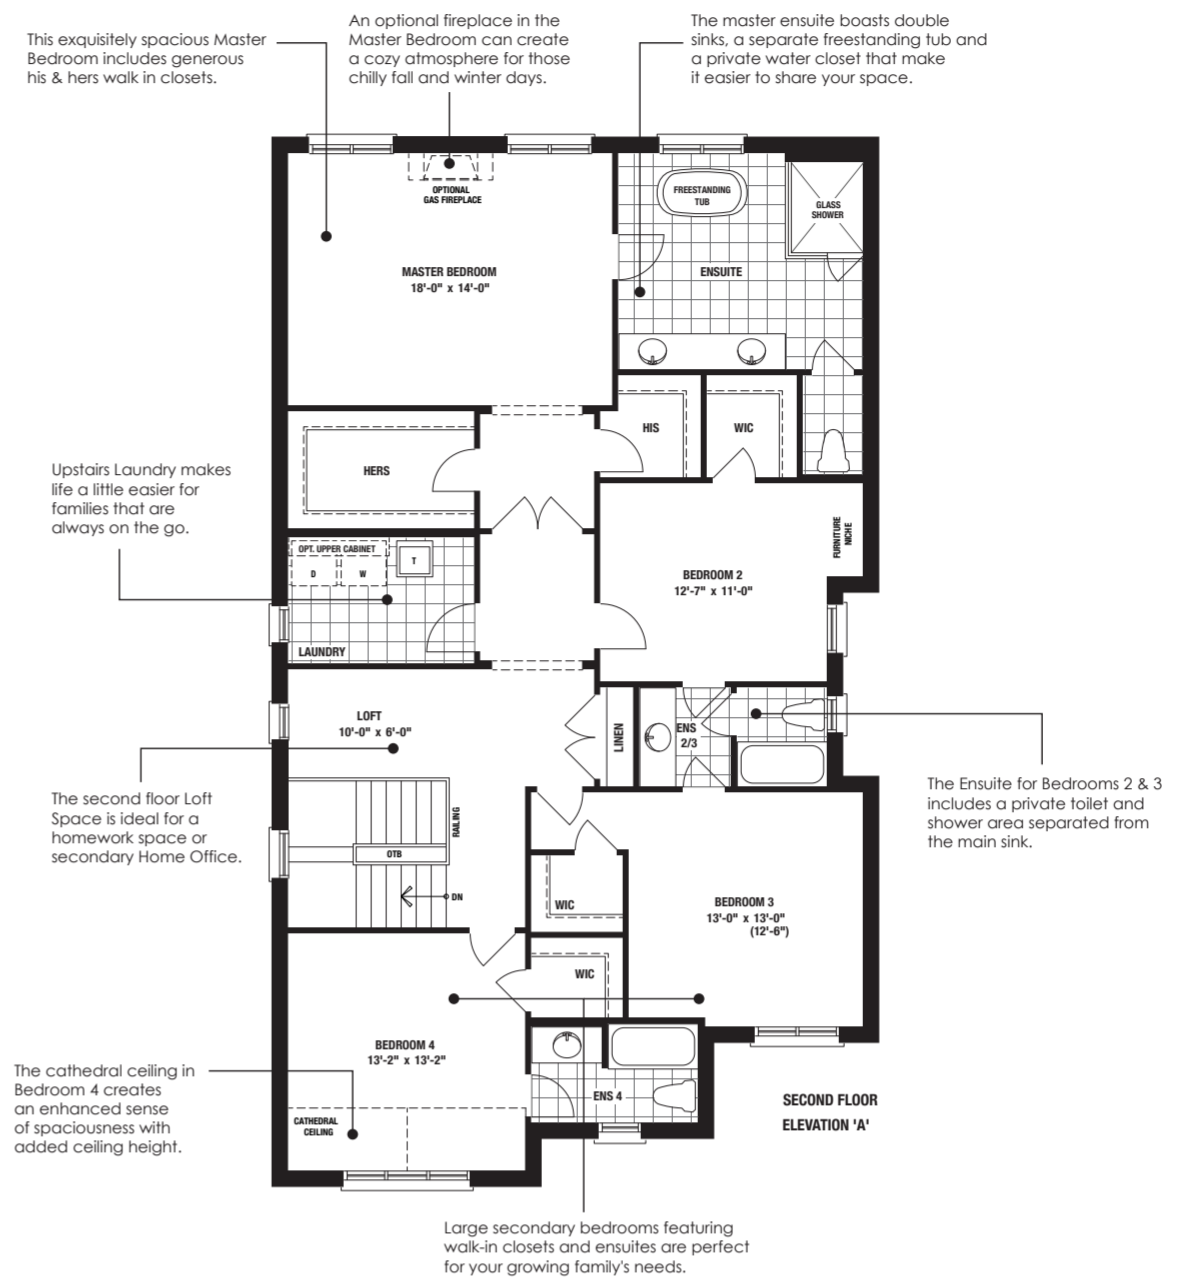 This exquisitely spacious Master
Bedroom includes generous
his & hers walk in closets.
An optional fireplace in the
Master Bedroom can create
a cozy atmosphere for those
chilly fall and winter days.
The master ensuite boasts double
sinks, a separate freestanding tub and
a private water closet that make
it easier to share your space.
OPTIONAL
GAS FIREPLACE
FREESTANDING
TUB
GLASS
SHOWER
MASTER BEDROOM
18'-0" x 14'-0"
ENSUITE
HERS
HIS
WIC
Upstairs Laundry makes
life a little easier for
families that are
always on the go.
OPT. UPPER CABINET
D
W
T
LAUNDRY
BEDROOM 2
12'-7" x 11'-0"
FURNITURE
NICHE
LOFT
10'-0" x 6'-0"
LINEN
ENS
2/3
The second floor Loft
Space is ideal for a
homework space or
secondary Home Office.
RAILING
OTB
DN
The Ensuite for Bedrooms 2 & 3
includes a private toilet and
shower area separated from
the main sink.
WIC
BEDROOM 3
13'-0" x 13'-0"
(12'-6")
WIC
BEDROOM 4
13'-2" x 13'-2"
ENS 4
The cathedral ceiling in
Bedroom 4 creates
an enhanced sense
of spaciousness with
added ceiling height.
CATHEDRAL
CEILING
SECOND FLOOR
ELEVATION 'A'
Large secondary bedrooms featuring
walk-in closets and ensuites are perfect
for your growing family's needs.